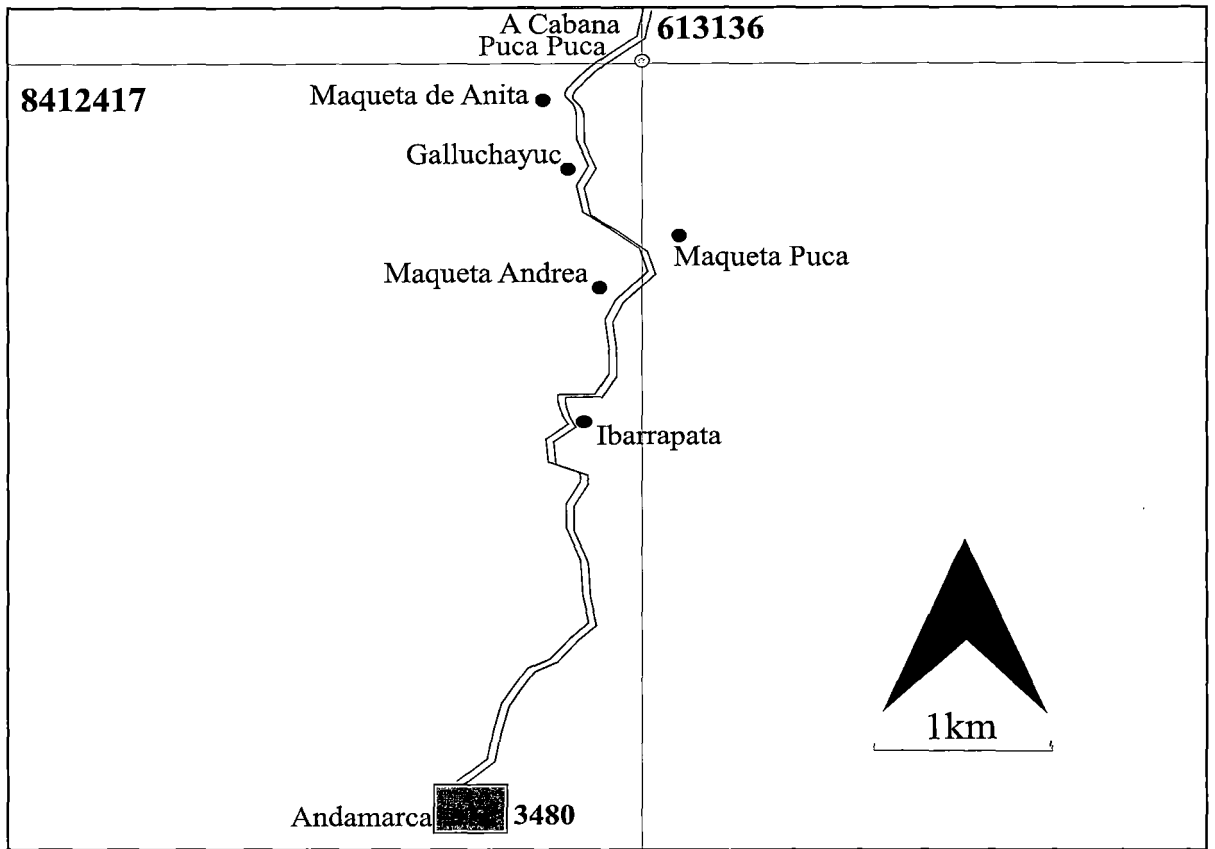 A Cabana
Puca Puca
613136
8412417
Maqueta de Anita
Galluchayuc
Maqueta Puca
Maqueta Andrea
Ibarrapata
1km
Andamarca
3480